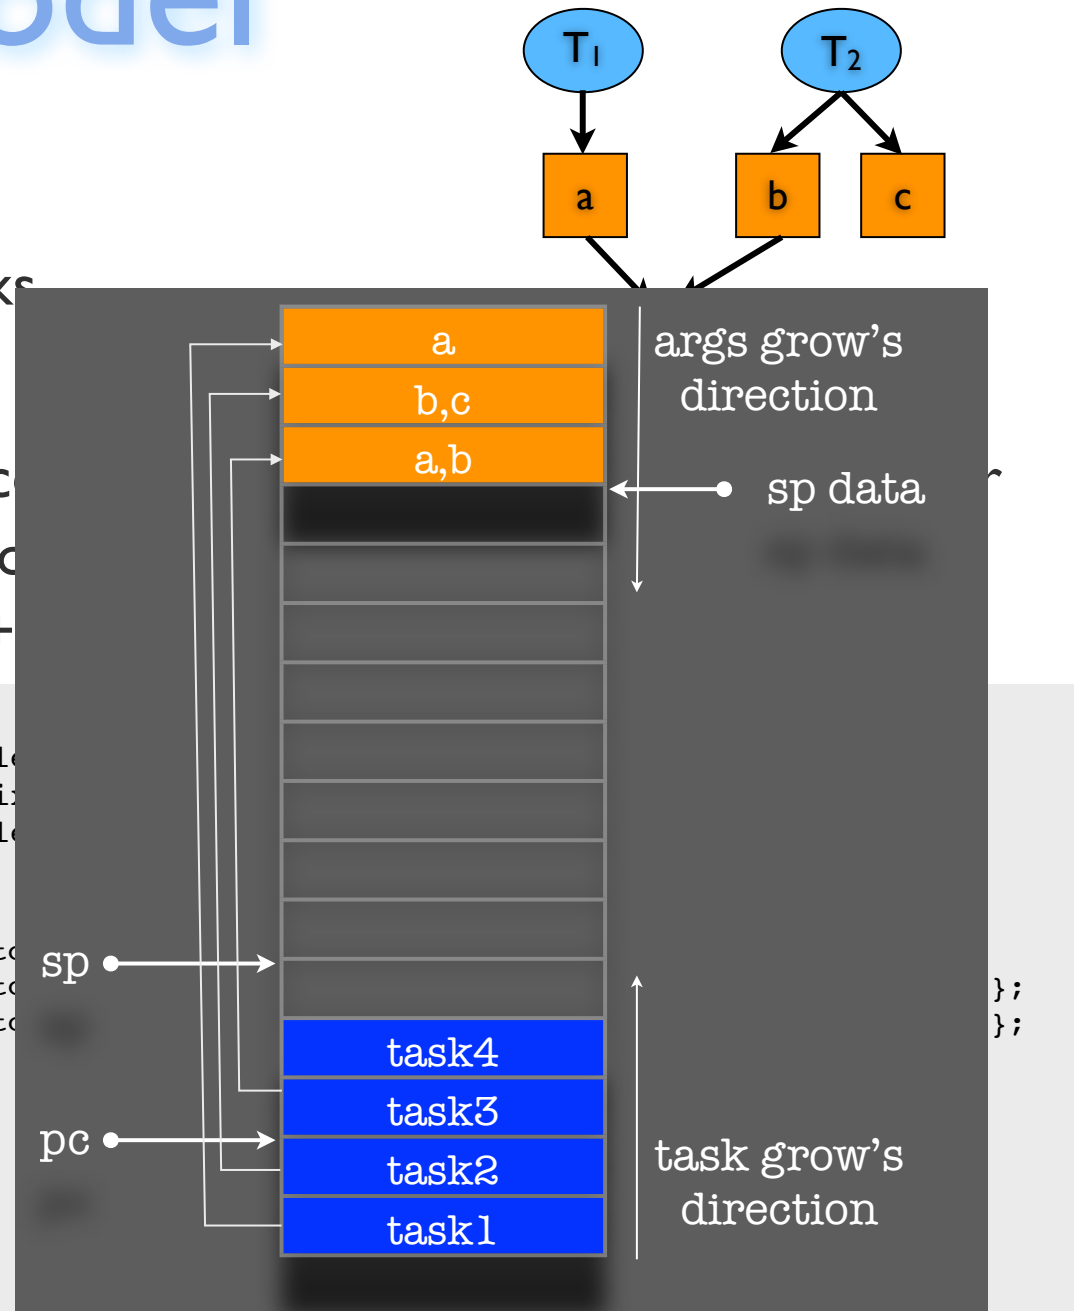 T1
T2
a
b
c
a
b,c
a,b
args grow's
direction
sp data
sp
pc
task4
task3
task2
task1
task grow's
direction
};
};